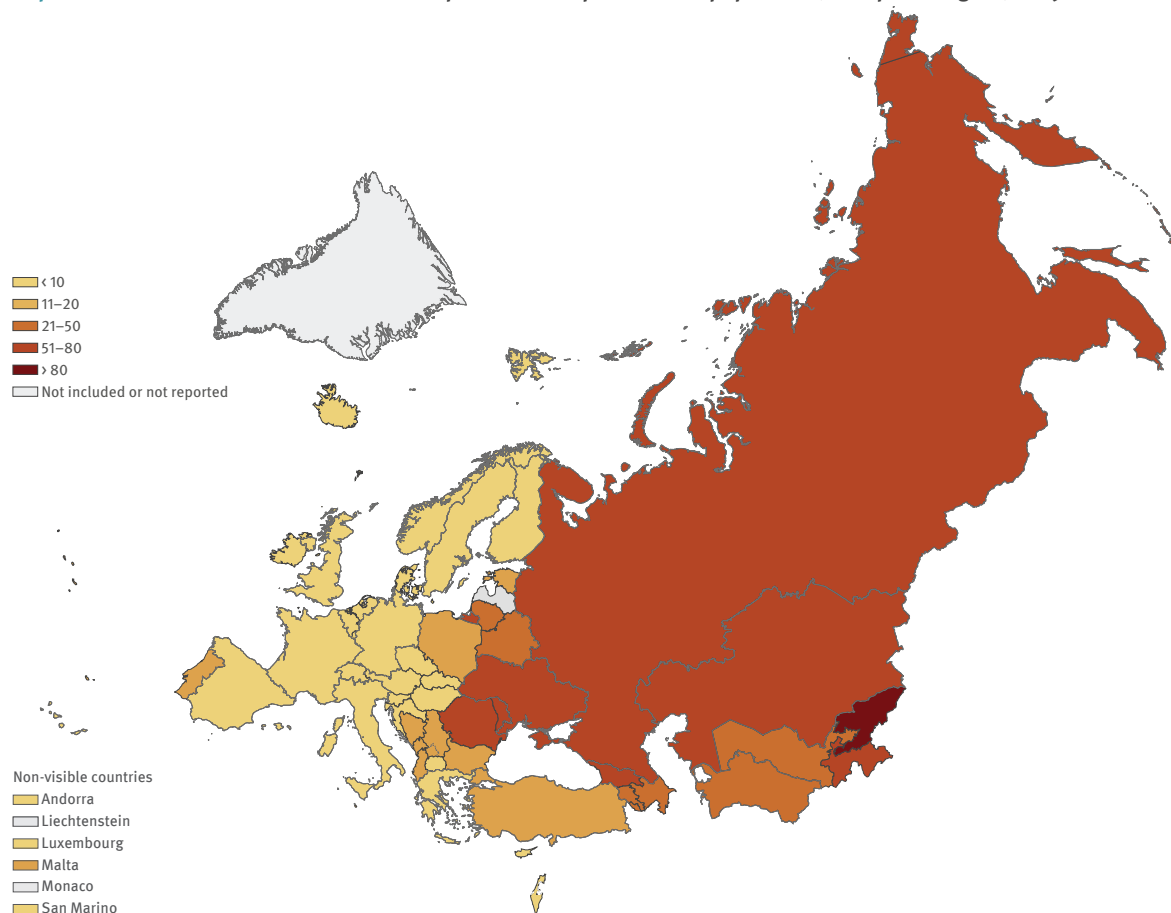 ‹ 10
11–20
21–50
51–80
› 80
Not included or not reported
Non-visible countries
Andorra
Liechtenstein
Luxembourg
Malta
Monaco
San Marino